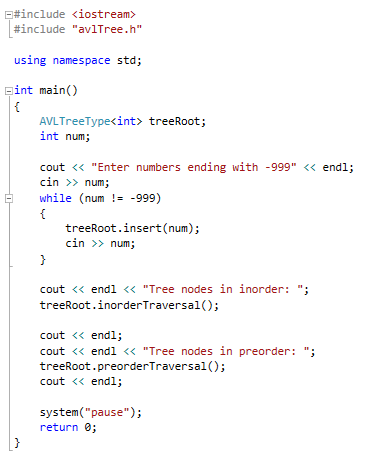 #include <iostream>
#include "avlTree.h"
using namespace std;
int main()
{
AVLTreeType<int> treeRoot;
int num;
cout << "Enter numbers ending with -999" << endl;
cin >> num;
while (num != -999)
{
treeRoot.insert(num);
cin >> num;
}
cout << endl << "Tree nodes in inorder: ";
treeRoot.inorderTraversal();
cout << endl;
cout << endl << "Tree nodes in preorder: ";
treeRoot.preorderTraversal();
cout << endl;
system("pause");
return 0;
}